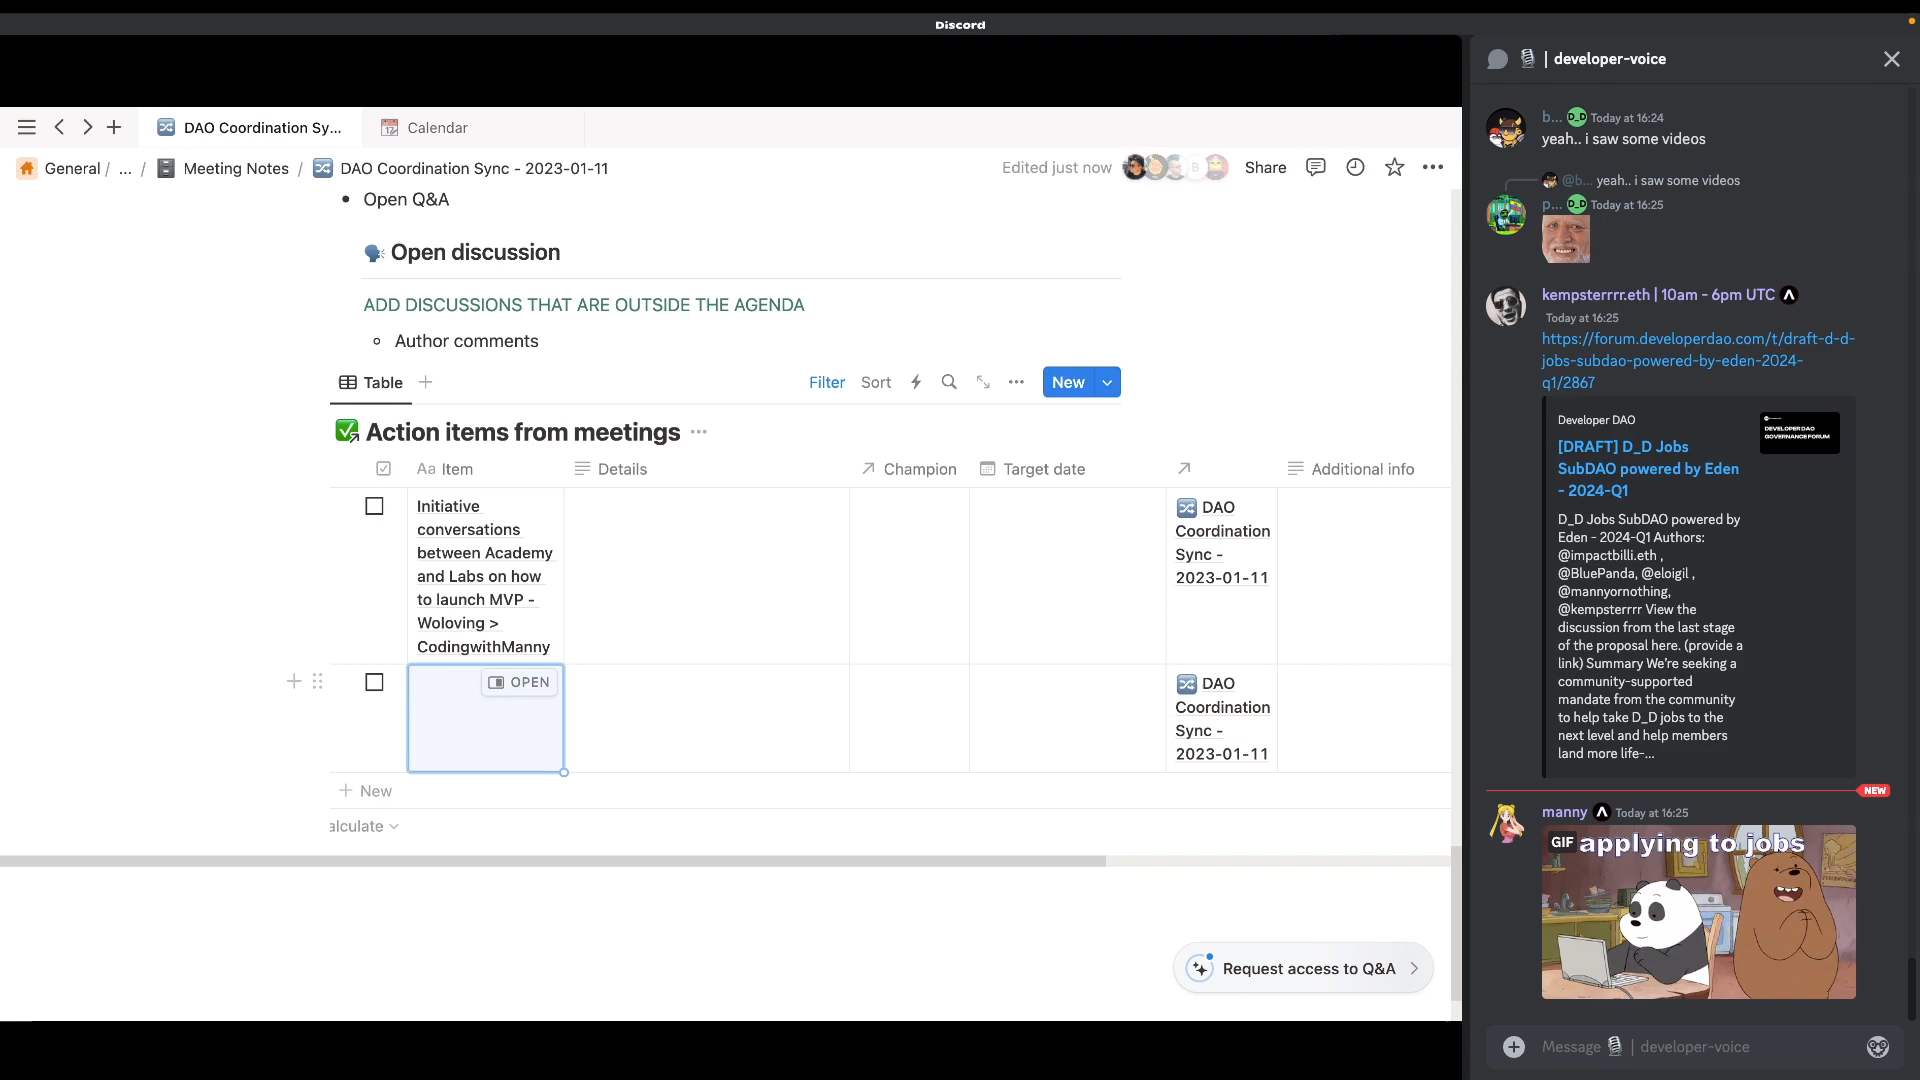 Discord
DAO Coordination Sy...
Calendar
General /
... /
Meeting Notes /
DAO Coordination Sync - 2023-01-11
Edited just now
B
Share
Open Q&A
Open discussion
ADD DISCUSSIONS THAT ARE OUTSIDE THE AGENDA
Author comments
Table
Filter
Sort
New
Action items from meetings
Aa Item
Details
Champion
Target date
Additional info
Initiative
conversations
between Academy
and Labs on how
to launch MVP -
Woloving >
CodingwithManny
DAO
Coordination
Sync -
2023-01-11
OPEN
DAO
Coordination
Sync -
2023-01-11
New
alculate
Request access to Q&A
| developer-voice
b... D_D Today at 16:24
yeah.. i saw some videos
@b... yeah.. i saw some videos
p... D_D Today at 16:25
kempsterrrr.eth | 10am - 6pm UTC
Today at 16:25
https://forum.developerdao.com/t/draft-d-d-
jobs-subdao-powered-by-eden-2024-
q1/2867
Developer DAO
DEVELOPER DAO
GOVERNANCE FORUM
[DRAFT] D_D Jobs
SubDAO powered by Eden
- 2024-Q1
D_D Jobs SubDAO powered by
Eden - 2024-Q1 Authors:
@impactbilli.eth ,
@BluePanda, @eloigil ,
@mannyornothing,
@kempsterrr View the
discussion from the last stage
of the proposal here. (provide a
link) Summary We're seeking a
community-supported
mandate from the community
to help take D_D jobs to the
next level and help members
land more life-...
NEW
manny Today at 16:25
GIF
applying to jobs
Message | developer-voice